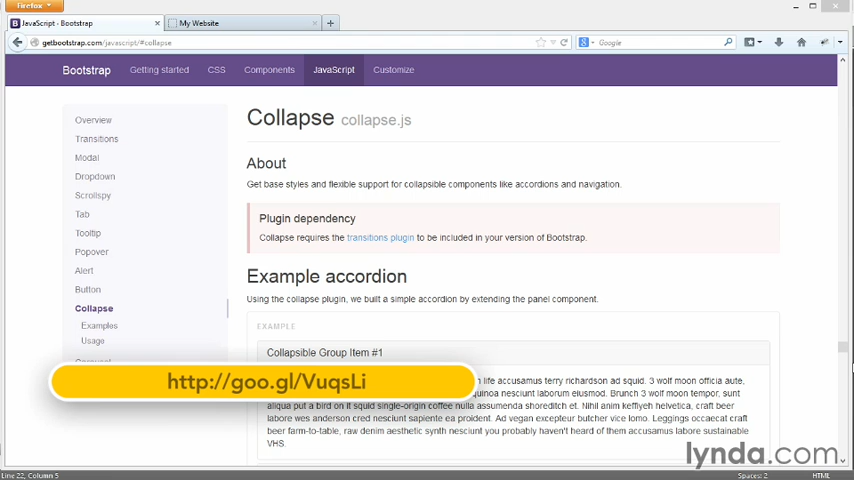 Firefox
JavaScript - Bootstrap
My Website
getbootstrap.com/javascript/#collapse
Google
Bootstrap
Getting started
CSS
Components
JavaScript
Customize
Overview
Transitions
Modal
Dropdown
Scrollspy
Tab
Tooltip
Popover
Alert
Button
Collapse
Examples
Usage
Collapse collapse.js
About
Get base styles and flexible support for collapsible components like accordions and navigation.
Plugin dependency
Collapse requires the transitions plugin to be included in your version of Bootstrap.
Example accordion
Using the collapse plugin, we built a simple accordion by extending the panel component.
EXAMPLE
Collapsible Group Item #1
http://goo.gl/VuqsLi
life accusamus terry richardson ad squid. 3 wolf moon officia aute,
nesciunt laborum eiusmod. Brunch 3 wolf moon tempor, sunt
aliqua put a bird on it squid single-origin coffee nulla assumenda shoreditch et. Nihil anim keffiyeh helvetica, craft beer
labore wes anderson cred nesciunt sapiente ea proident. Ad vegan excepteur butcher vice lomo. Leggings occaecat craft
beer farm-to-table, raw denim aesthetic synth nesciunt you probably haven't heard of them accusamus labore sustainable
VHS.
lynda.com
Line 22, Column 5
Spaces: 2
HTML